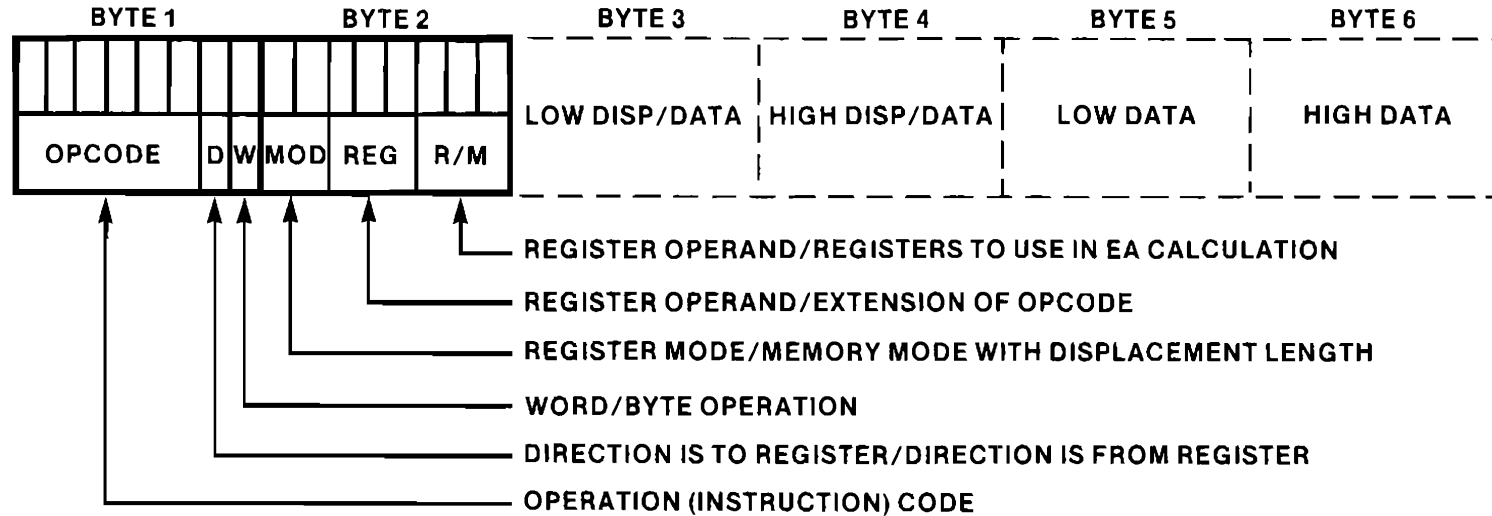 BYTE 1 BYTE 2 BYTE 3 BYTE 4 BYTE 5 BYTE 6
LOW DISP/DATA HIGH DISP/DATA LOW DATA HIGH DATA
OPCODE D W MOD REG R/M
REGISTER OPERAND/REGISTERS TO USE IN EA CALCULATION
REGISTER OPERAND/EXTENSION OF OPCODE
REGISTER MODE/MEMORY MODE WITH DISPLACEMENT LENGTH
WORD/BYTE OPERATION
DIRECTION IS TO REGISTER/DIRECTION IS FROM REGISTER
OPERATION (INSTRUCTION) CODE